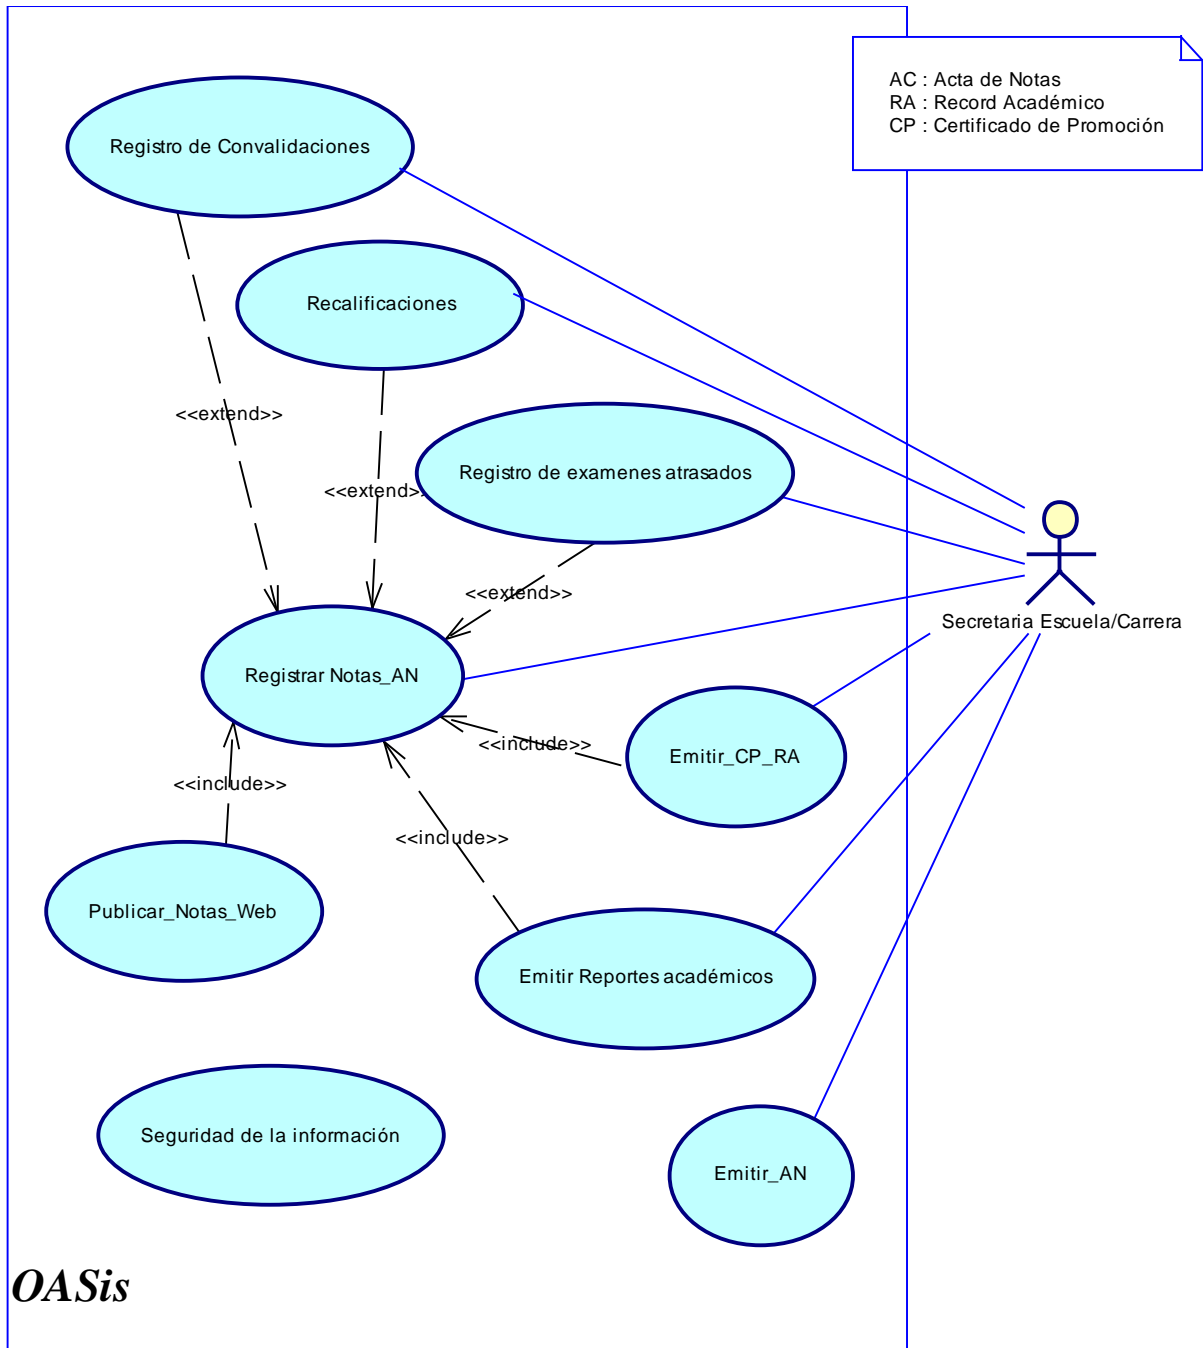 AC : Acta de Notas
RA : Record Académico
CP : Certificado de Promoción
Registro de Convalidaciones
Recalificaciones
<<extend>>
Registro de examenes atrasados
<<extend>>
<<extend>>
Secretaria Escuela/Carrera
Registrar Notas_AN
<<include>>
Emitir_CP_RA
<<include>>
<<include>>
Publicar_Notas_Web
Emitir Reportes académicos
Seguridad de la información
Emitir_AN
OASis